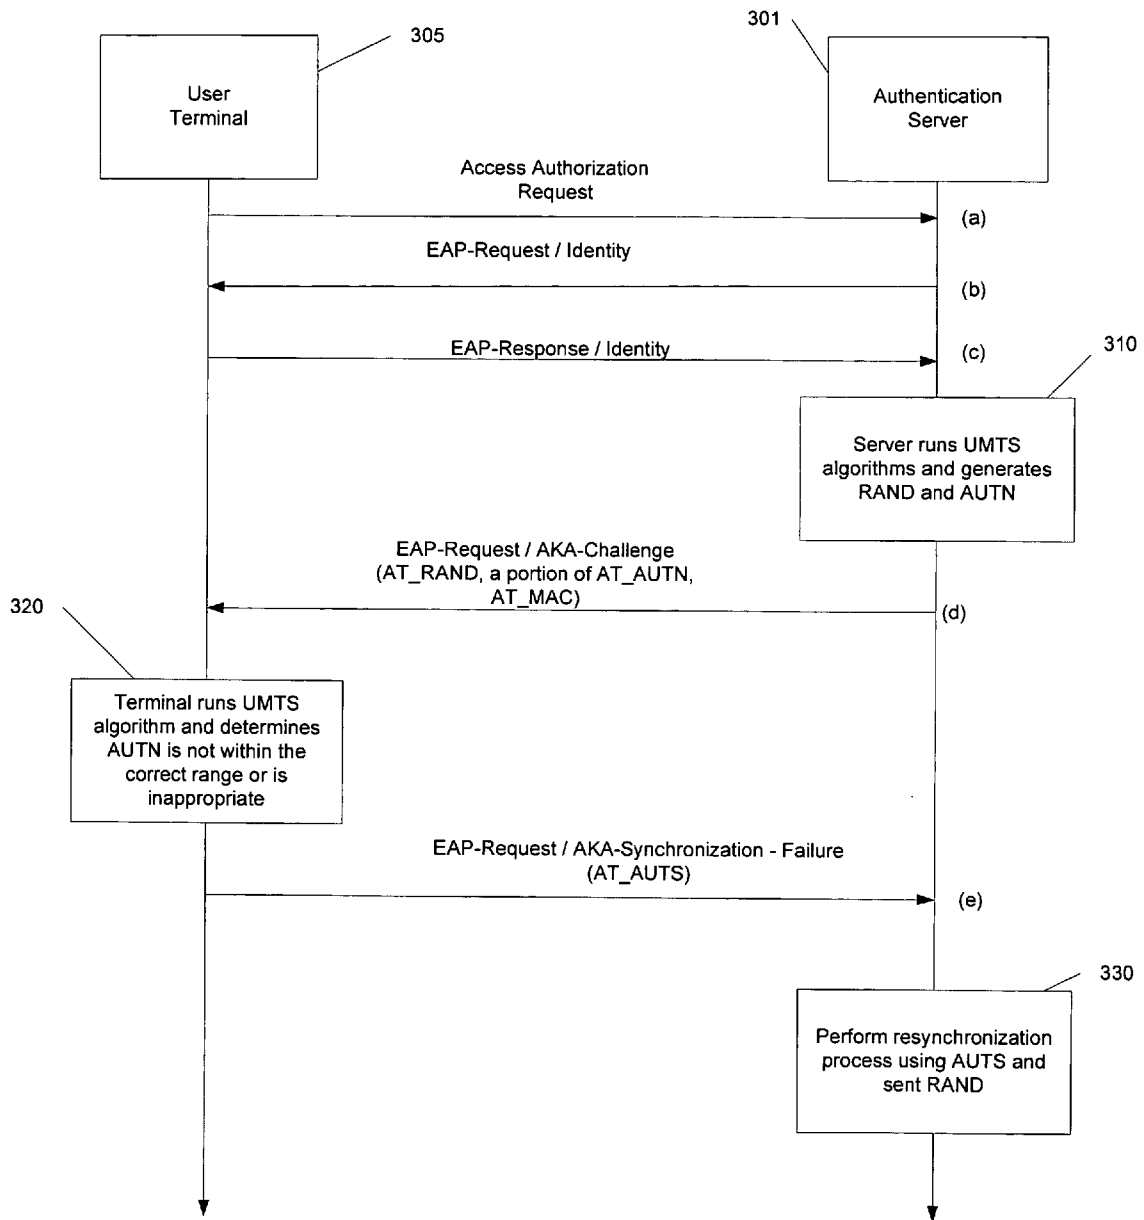 305
301
User
Terminal
Authentication
Server
Access Authorization
Request
(a)
EAP-Request / Identity
(b)
EAP-Response / Identity
(c)
310
Server runs UMTS
algorithms and generates
RAND and AUTN
EAP-Request / AKA-Challenge
(AT_RAND, a portion of AT_AUTN,
AT_MAC)
(d)
320
Terminal runs UMTS
algorithm and determines
AUTN is not within the
correct range or is
inappropriate
EAP-Request / AKA-Synchronization - Failure
(AT_AUTS)
(e)
330
Perform resynchronization
process using AUTS and
sent RAND